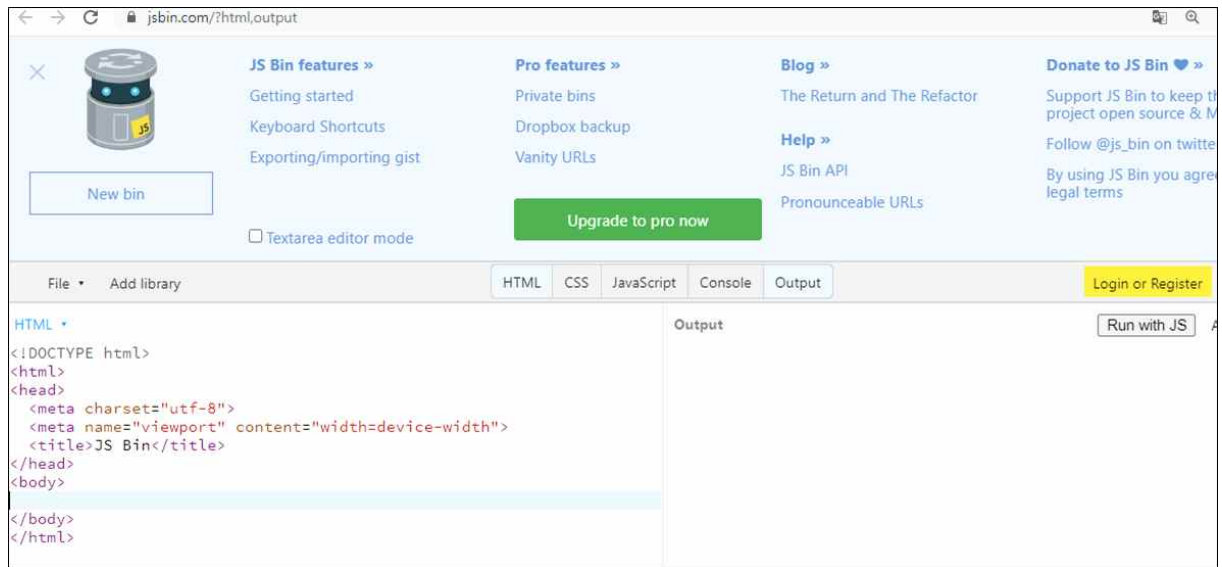 jsbin.com/?html,output
JS
New bin
JS Bin features »
Getting started
Keyboard Shortcuts
Exporting/importing gist
Textarea editor mode
Pro features »
Private bins
Dropbox backup
Vanity URLs
Upgrade to pro now
Blog »
The Return and The Refactor
Help »
JS Bin API
Pronounceable URLs
Donate to JS Bin ♥ »
Support JS Bin to keep
project open source &
Follow @js_bin on
By using JS Bin you
legal terms
File Add library HTML CSS JavaScript Console Output Login or Register
HTML
<!DOCTYPE html>
<html>
<head>
  <meta charset="utf-8">
  <meta name="viewport" content="width=device-width">
  <title>JS Bin</title>
</head>
<body>
</body>
</html>
Output Run with JS